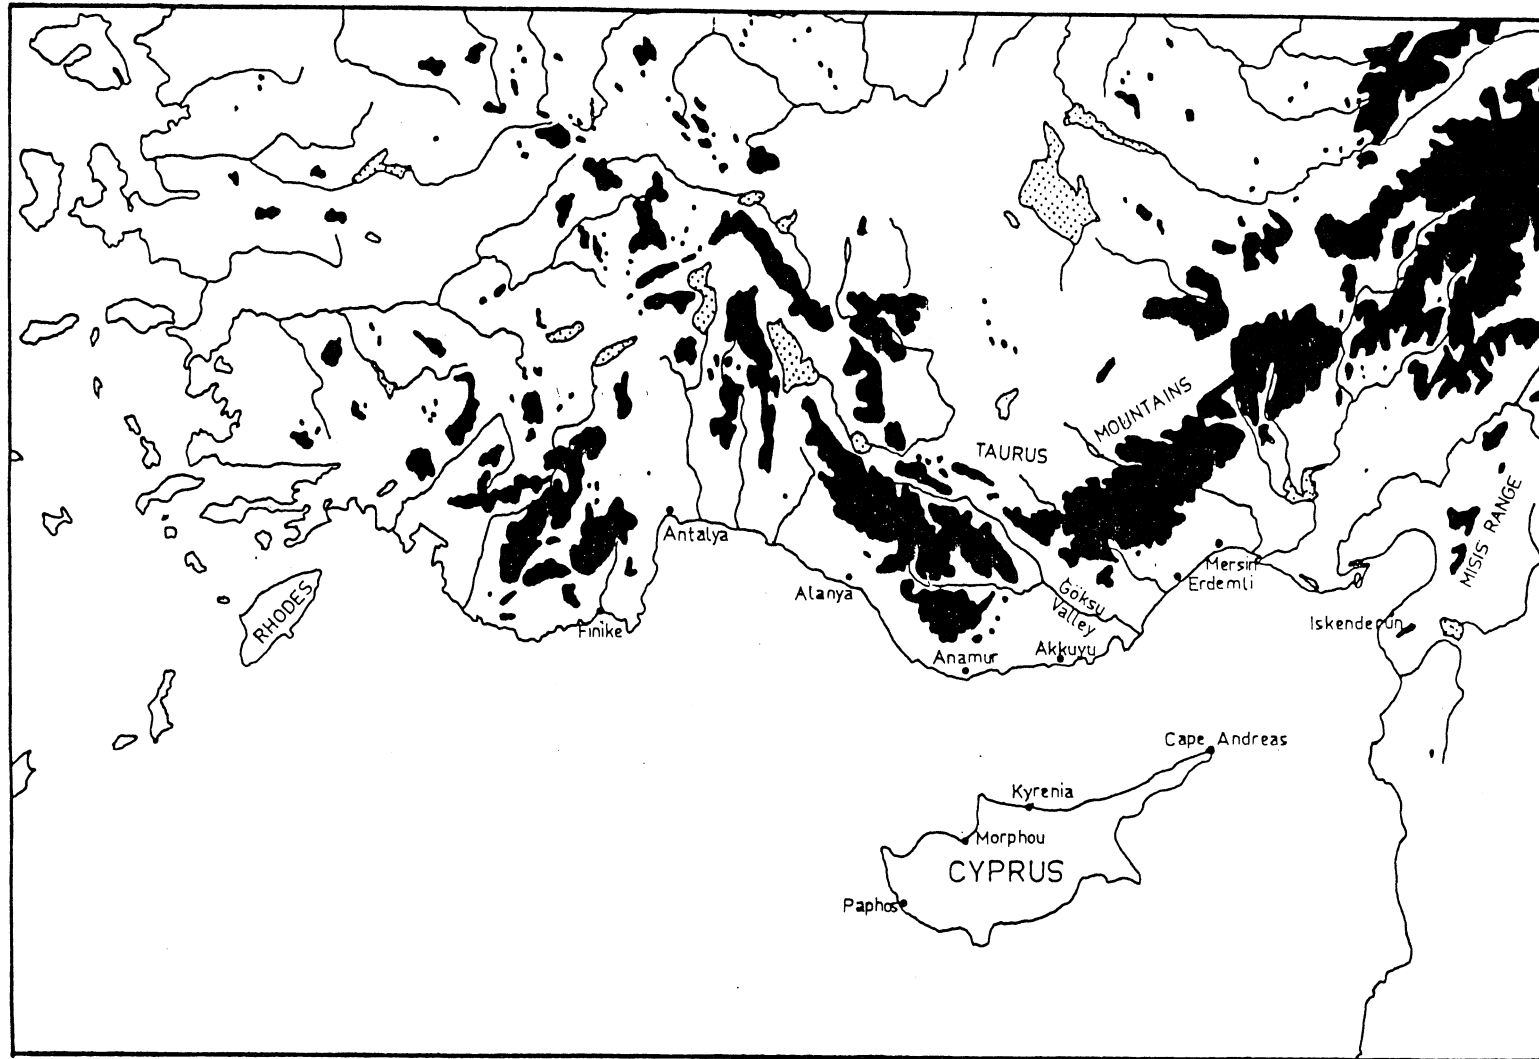 MOUNTAINS
TAURUS
MISIS RANGE
Antalya
Mersin
Erdemli
Alanya
Göksu
Valley
RHODES
Finike
Iskenderun
Anamur
Akkuyu
Cape Andreas
Kyrenia
Morphou
CYPRUS
Paphos